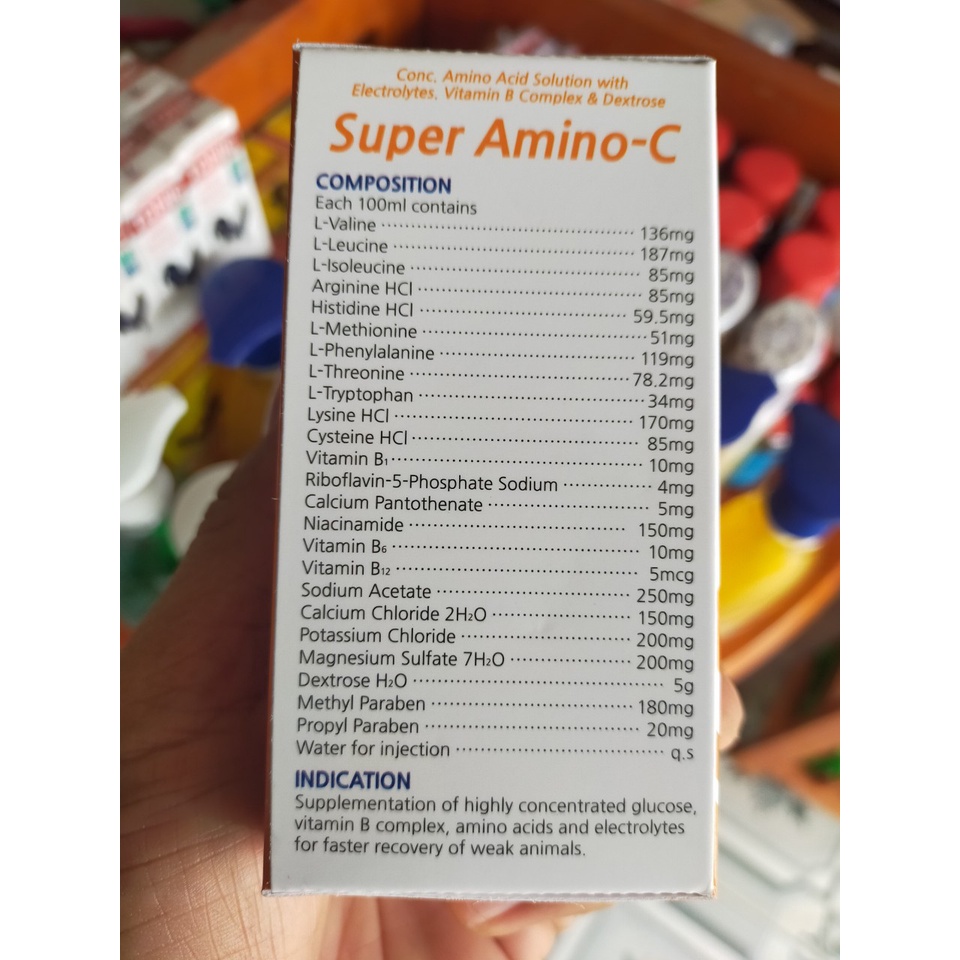 Conc. Amino Acid Solution with
Electrolytes, Vitamin B Complex & Dextrose
Super Amino-C
COMPOSITION
Each 100ml contains
L-Valine 136mg
L-Leucine 187mg
L-Isoleucine 85mg
Arginine HCl 85mg
Histidine HCl 59.5mg
L-Methionine 51mg
L-Phenylalanine 119mg
L-Threonine 78.2mg
L-Tryptophan 34mg
Lysine HCl 170mg
Cysteine HCl 85mg
Vitamin B₁ 10mg
Riboflavin-5-Phosphate Sodium 4mg
Calcium Pantothenate 5mg
Niacinamide 150mg
Vitamin B₆ 10mg
Vitamin B₁₂ 5mcg
Sodium Acetate 250mg
Calcium Chloride 2H₂O 150mg
Potassium Chloride 200mg
Magnesium Sulfate 7H₂O 200mg
Dextrose H₂O 5g
Methyl Paraben 180mg
Propyl Paraben 20mg
Water for injection q.s
INDICATION
Supplementation of highly concentrated glucose,
vitamin B complex, amino acids and electrolytes
for faster recovery of weak animals.